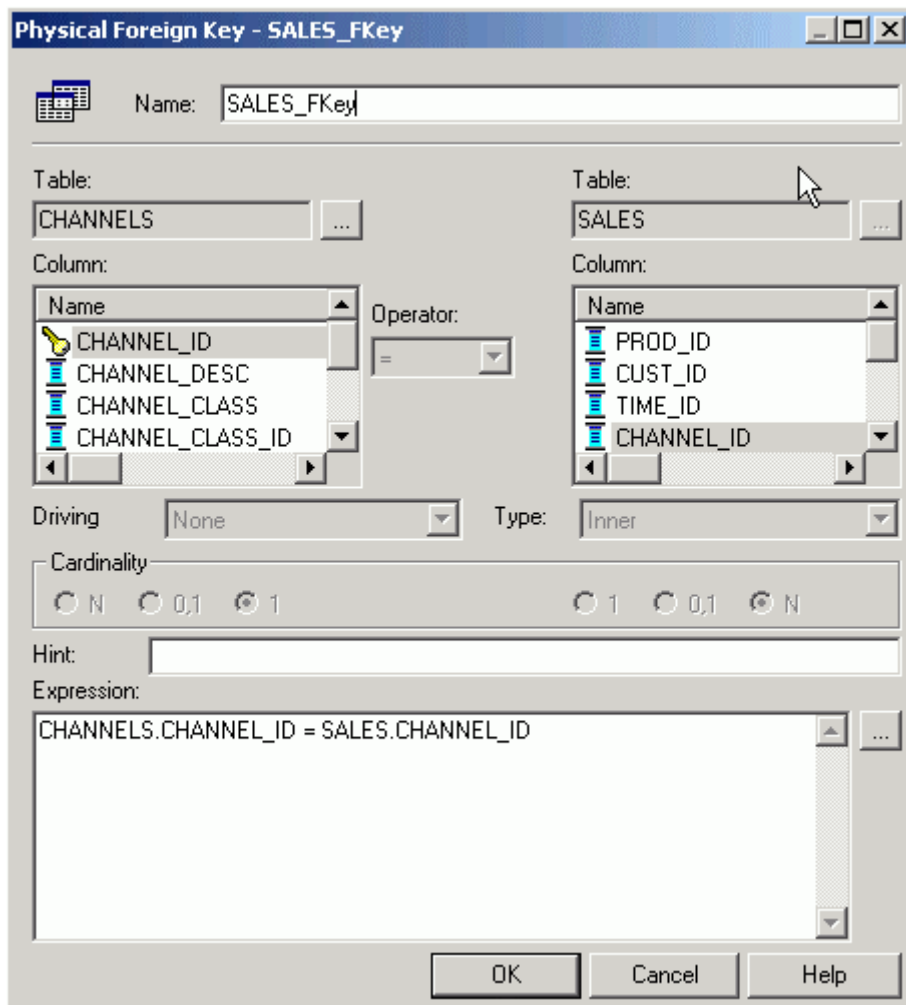 Physical Foreign Key - SALES_FKey
Name: SALES_FKey
Table: Table:
CHANNELS ... SALES ...
Column: Column:
Name Operator: Name
CHANNEL_ID = PROD_ID
CHANNEL_DESC CUST_ID
CHANNEL_CLASS TIME_ID
CHANNEL_CLASS_ID CHANNEL_ID
Driving None Type: Inner
Cardinality
N 0,1 1 1 0,1 N
Hint:
Expression:
CHANNELS.CHANNEL_ID = SALES.CHANNEL_ID ...
OK Cancel Help